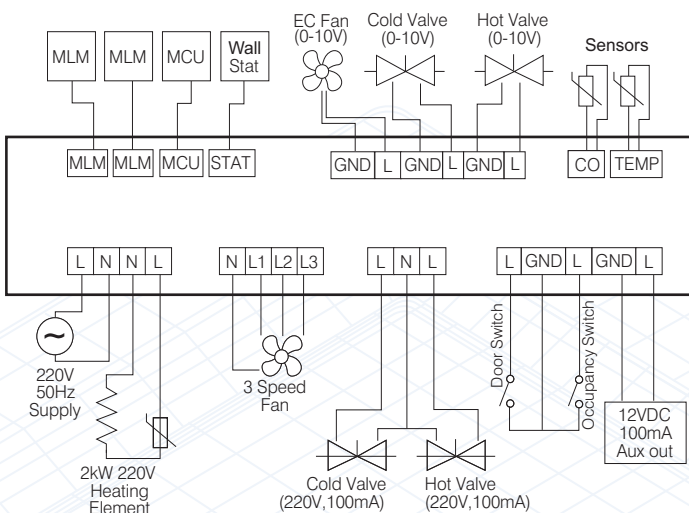 EC Fan
(0-10V)
Cold Valve
(0-10V)
Hot Valve
(0-10V)
Sensors
MLM
MLM
MCU
Wall
Stat
MLM MLM MCU STAT
GND L GND L GND L
CO TEMP
L N N L
N L1 L2 L3
L N L
L GND L GND L
Door Switch
Occupancy Switch
220V
50Hz
Supply
3 Speed
Fan
12VDC
100mA
Aux out
2kW 220V
Heating
Element
Cold Valve
(220V,100mA)
Hot Valve
(220V,100mA)